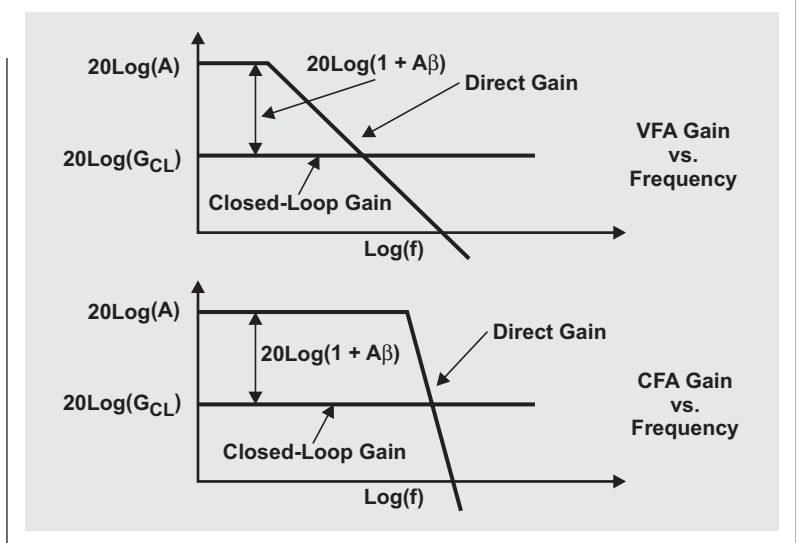 20Log(A)
20Log(1 + Aβ)
Direct Gain
20Log(GCL)
Closed-Loop Gain
Log(f)
VFA Gain
vs.
Frequency
20Log(A)
20Log(1 + Aβ)
Direct Gain
20Log(GCL)
Closed-Loop Gain
Log(f)
CFA Gain
vs.
Frequency